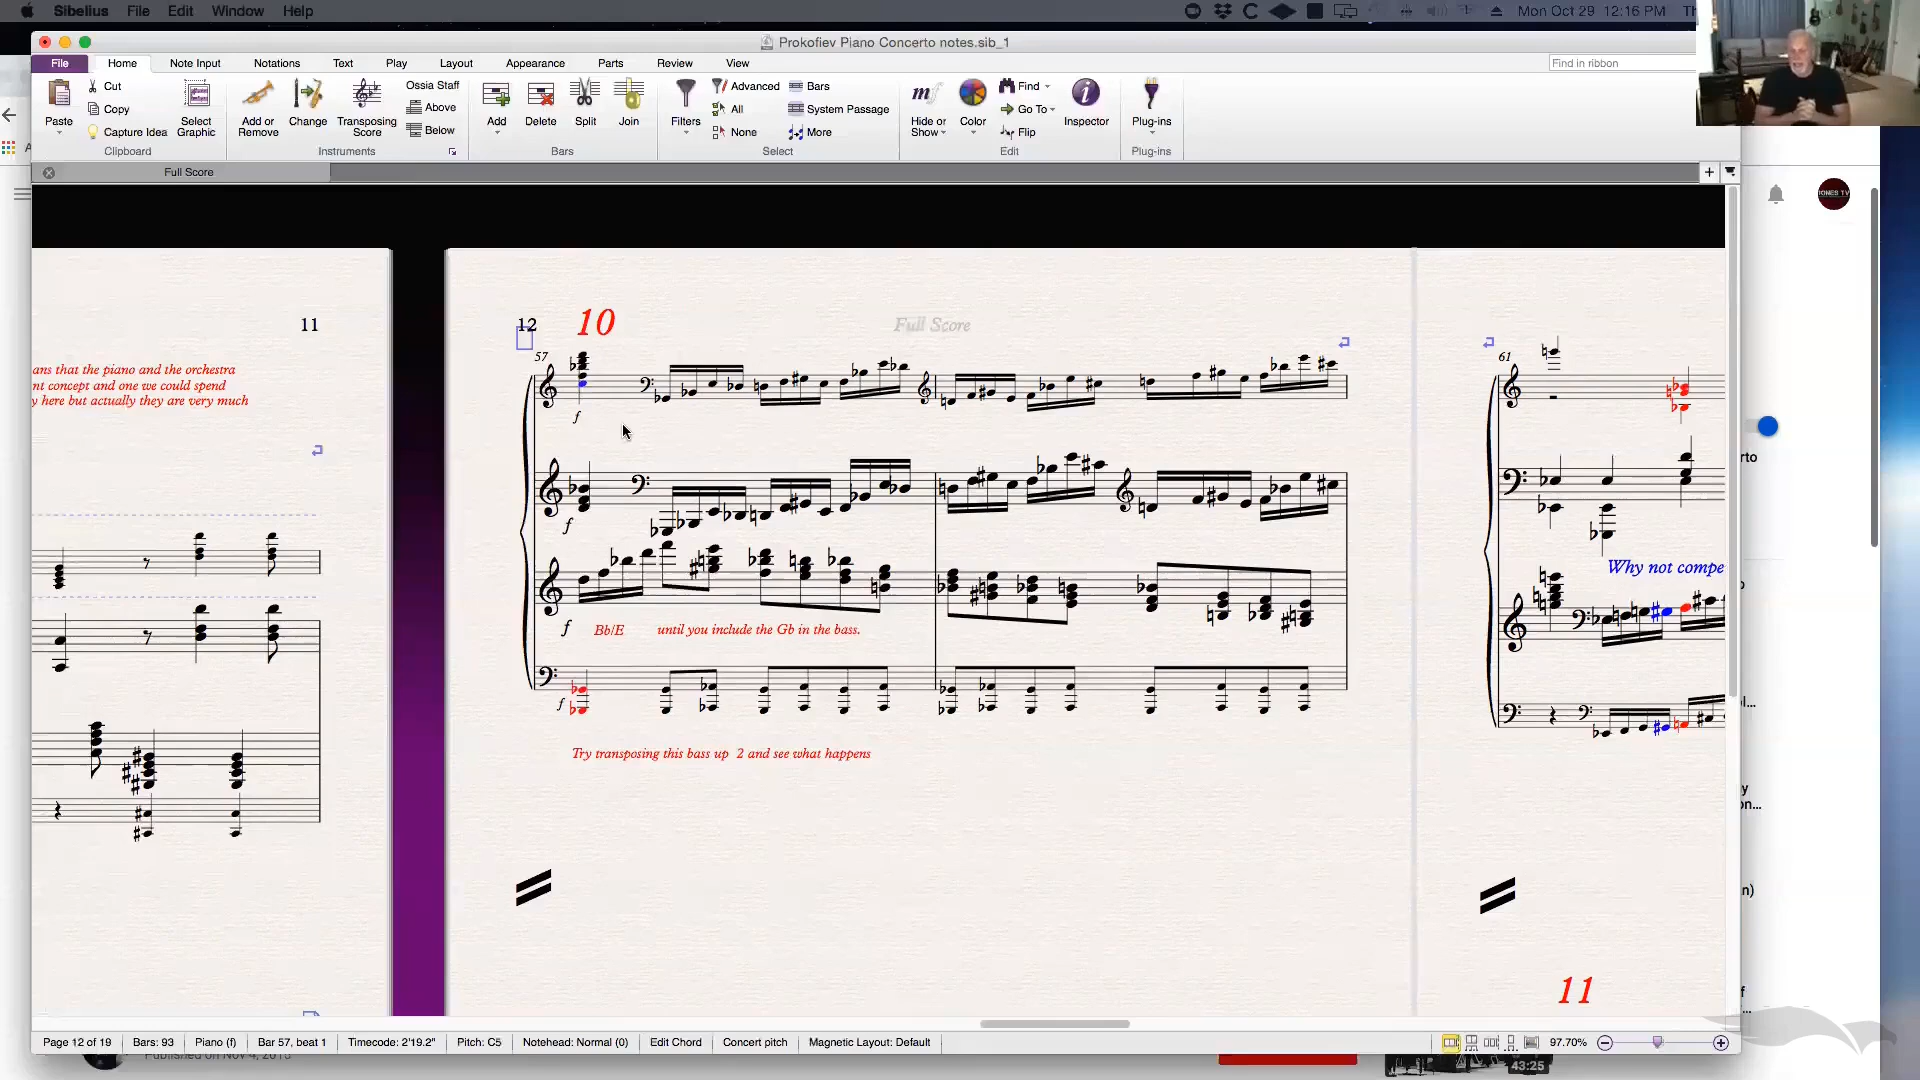 Sibelius File Edit Window Help
Mon Oct 29 12:16 PM
Prokofiev Piano Concerto notes.sib_1
File Home Note Input Notations Text Play Layout Appearance Parts Review View
Find in ribbon
Paste
Cut
Copy
Capture Idea
Select Graphic
Clipboard
Add or Remove
Change
Transposing Score
Ossia Staff
Above
Below
Instruments
Add
Delete
Split
Join
Bars
Filters
Advanced
All
None
Bars
System Passage
More
Select
Hide or Show
Color
Find
Go To
Flip
Inspector
Edit
Plug-ins
Plug-ins
Full Score
JONES TV
11
ans that the piano and the orchestra
nt concept and one we could spend
y here but actually they are very much
12
10
Full Score
57
f
f
f
Bb/E until you include the Gb in the bass.
f
Try transposing this bass up 2 and see what happens
61
Why not compe
11
Page 12 of 19 Bars: 93 Piano (f) Bar 57, beat 1 Timecode: 2'19.2" Pitch: C5 Notehead: Normal (0) Edit Chord Concert pitch Magnetic Layout: Default
97.70%
43:25